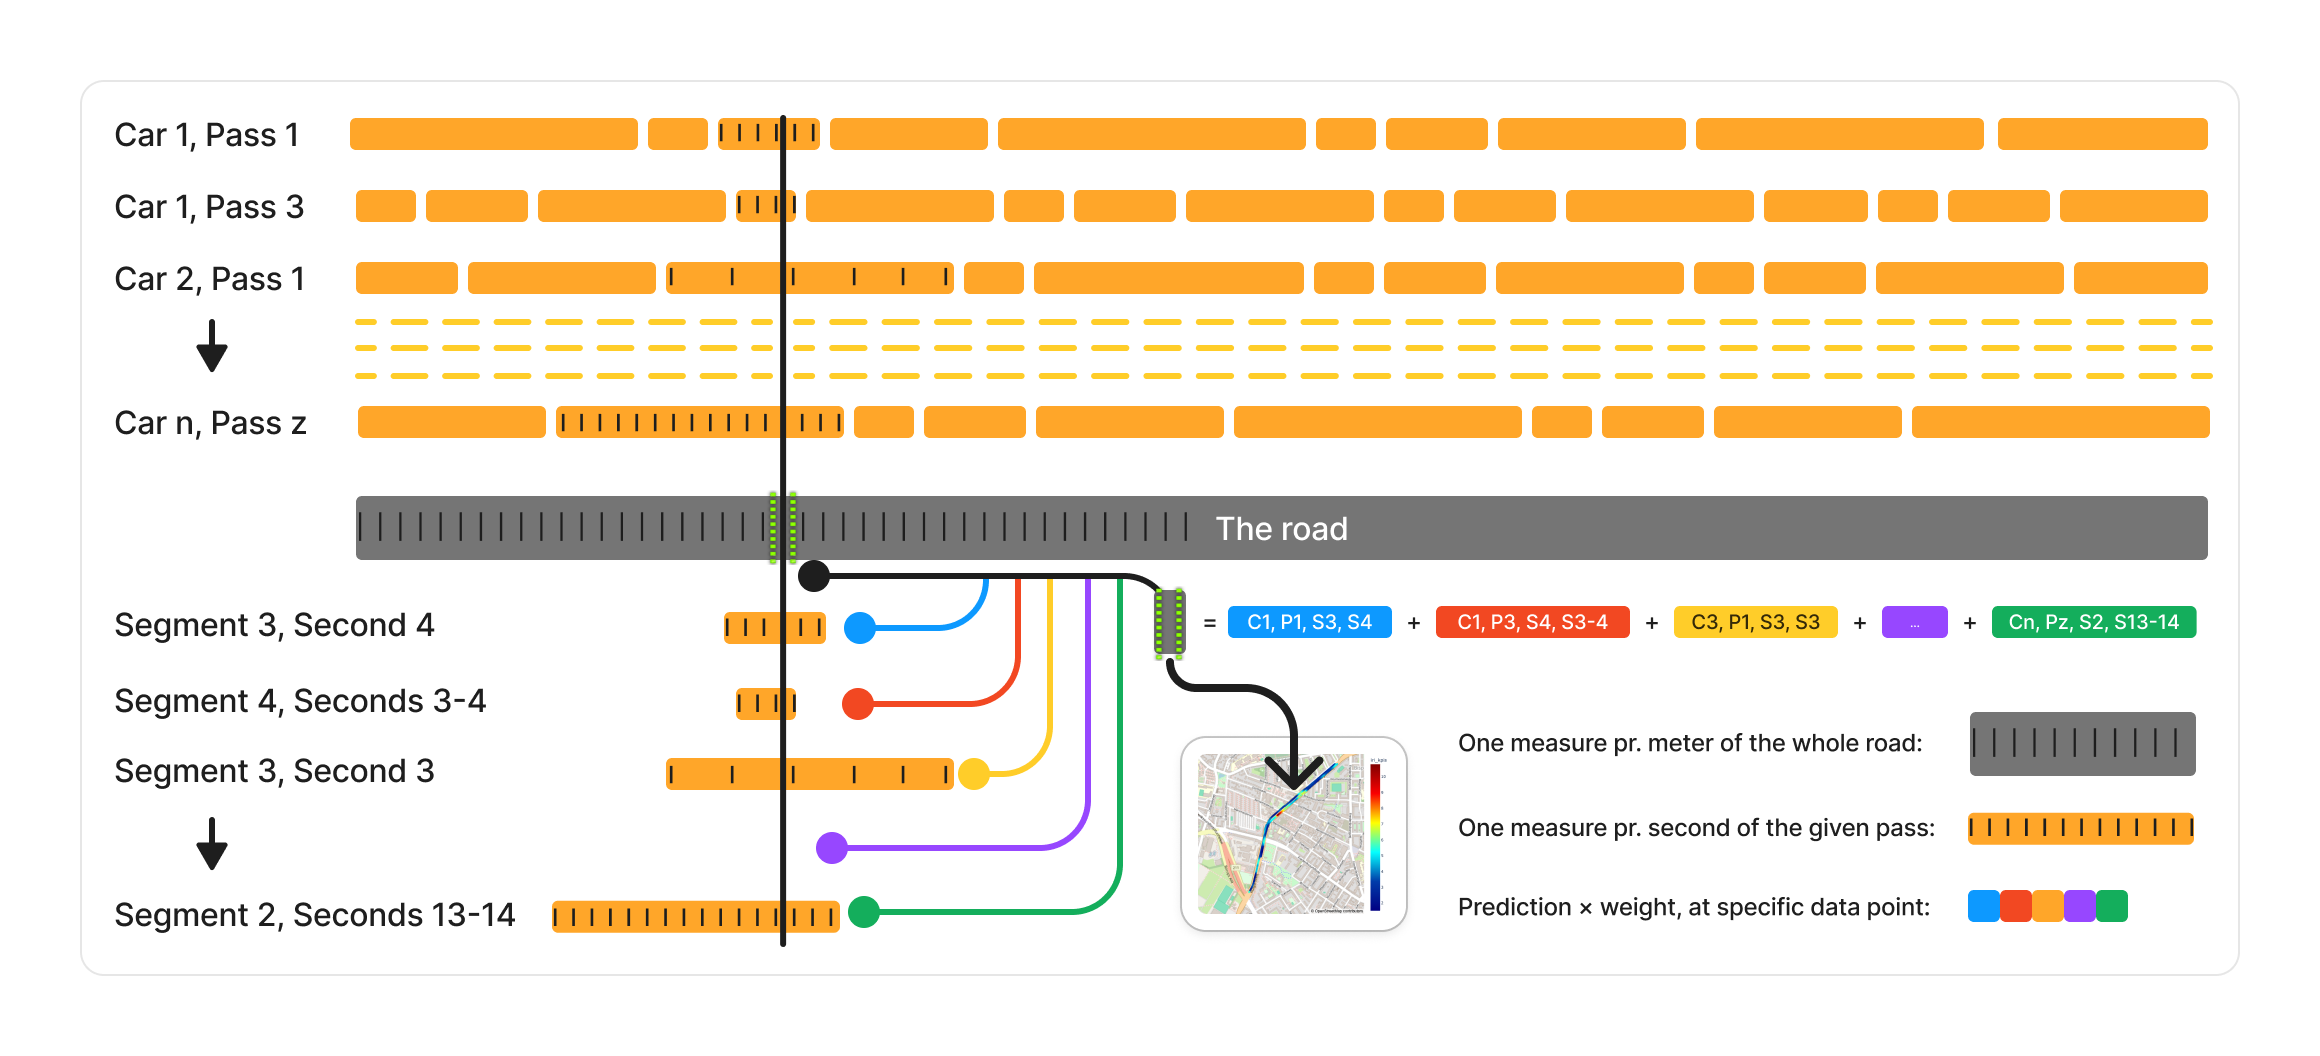 Car 1, Pass 1
Car 1, Pass 3
Car 2, Pass 1
Car n, Pass z
The road
Segment 3, Second 4
= C1, P1, S3, S4 + C1, P3, S4, S3-4 + C3, P1, S3, S3 + ... + Cn, Pz, S2, S13-14
Segment 4, Seconds 3-4
One measure pr. meter of the whole road:
Segment 3, Second 3
One measure pr. second of the given pass:
Prediction × weight, at specific data point:
Segment 2, Seconds 13-14